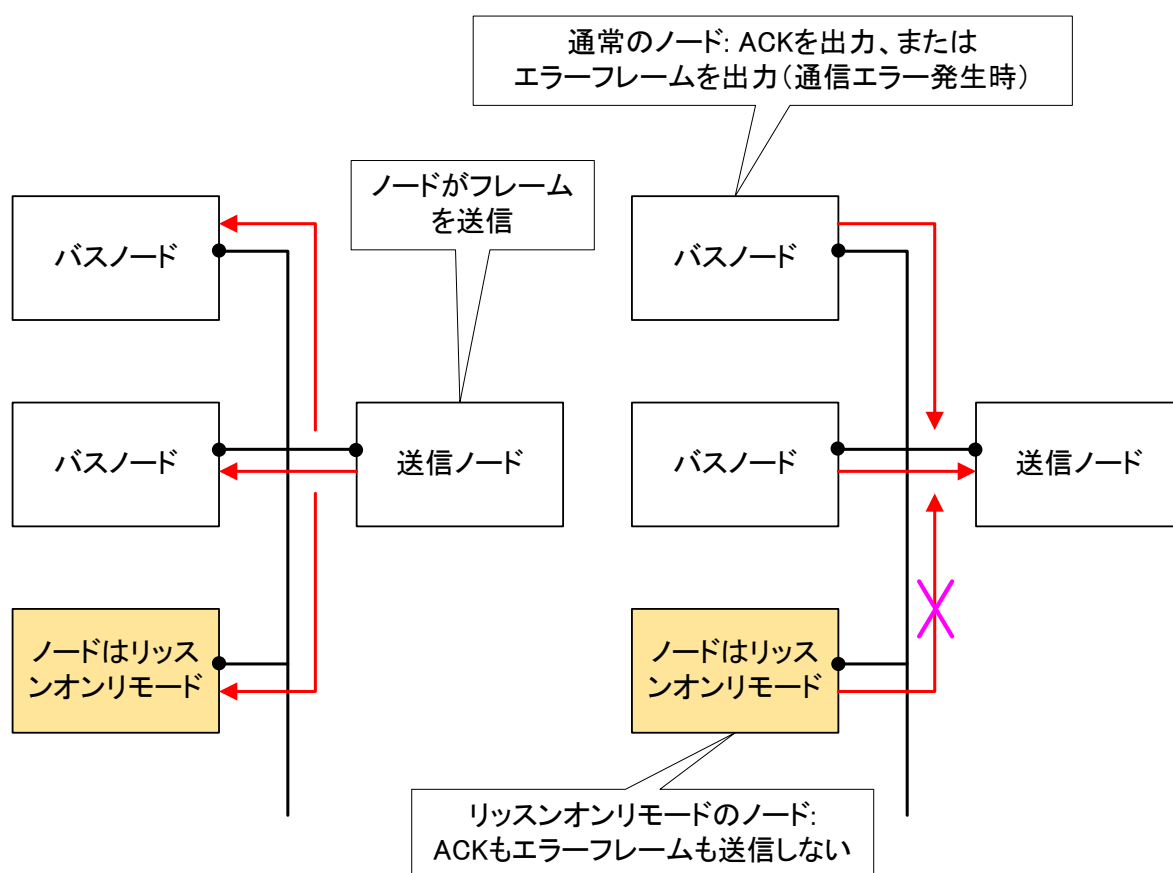 通常のノード: ACKを出力、または
エラーフレームを出力(通信エラー発生時)
ノードがフレーム
を送信
バスノード
バスノード
送信ノード
ノードはリッス
ンオンリモード
バスノード
バスノード
送信ノード
ノードはリッス
ンオンリモード
リッスンオンリモードのノード:
ACKもエラーフレームも送信しない